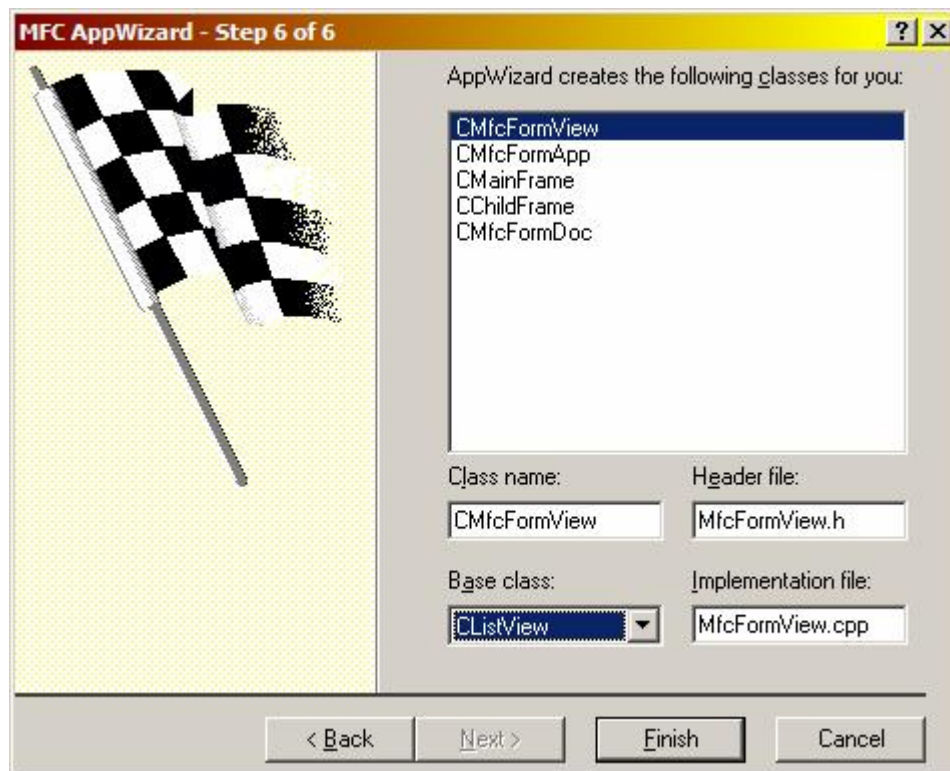 MFC AppWizard - Step 6 of 6
AppWizard creates the following classes for you:
CMfcFormView
CMfcFormApp
CMainFrame
CChildFrame
CMfcFormDoc
Class name:
Header file:
CMfcFormView
MfcFormView.h
Base class:
Implementation file:
CListView
MfcFormView.cpp
< Back
Next >
Finish
Cancel